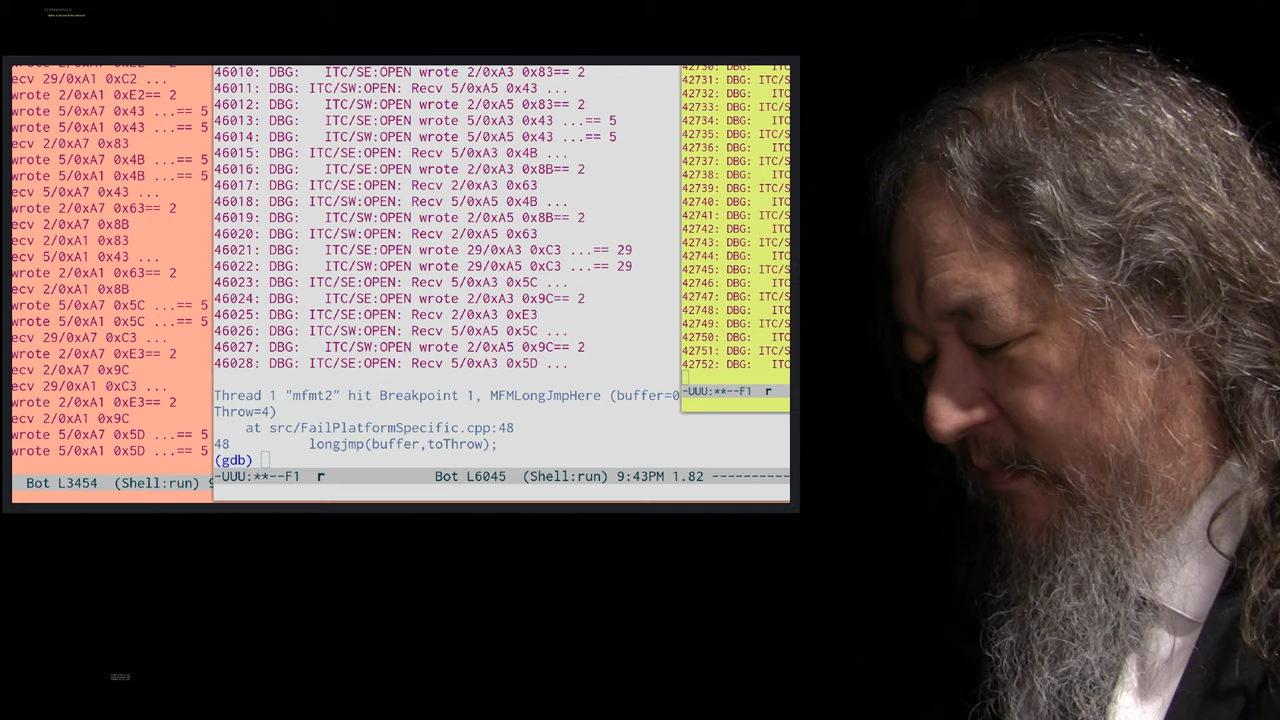 wrote 2/0xA1 0xE2== 2
ecv 29/0xA1 0xC2 ...
wrote 2/0xA1 0xE2== 2
wrote 5/0xA7 0x43 ...== 5
wrote 5/0xA1 0x43 ...== 5
ecv 2/0xA7 0x83
wrote 5/0xA7 0x4B ...== 5
wrote 5/0xA1 0x4B ...== 5
ecv 5/0xA7 0x43 ...
wrote 2/0xA7 0x63== 2
ecv 2/0xA7 0x8B
ecv 2/0xA1 0x83
ecv 5/0xA1 0x43 ...
wrote 2/0xA1 0x63== 2
ecv 2/0xA1 0x8B
wrote 5/0xA7 0x5C ...== 5
wrote 5/0xA1 0x5C ...== 5
ecv 29/0xA7 0xC3 ...
wrote 2/0xA7 0xE3== 2
ecv 2/0xA7 0x9C
ecv 29/0xA1 0xC3 ...
wrote 2/0xA1 0xE3== 2
ecv 2/0xA1 0x9C
wrote 5/0xA7 0x5D ...== 5
wrote 5/0xA1 0x5D ...== 5
Bot L3454 (Shell:run) 9
46010: DBG: ITC/SE:OPEN wrote 2/0xA3 0x83== 2
46011: DBG: ITC/SW:OPEN: Recv 5/0xA5 0x43 ...
46012: DBG: ITC/SW:OPEN wrote 2/0xA5 0x83== 2
46013: DBG: ITC/SE:OPEN wrote 5/0xA3 0x43 ...== 5
46014: DBG: ITC/SW:OPEN wrote 5/0xA5 0x43 ...== 5
46015: DBG: ITC/SE:OPEN: Recv 5/0xA3 0x4B ...
46016: DBG: ITC/SE:OPEN wrote 2/0xA3 0x8B== 2
46017: DBG: ITC/SE:OPEN: Recv 2/0xA3 0x63
46018: DBG: ITC/SW:OPEN: Recv 5/0xA5 0x4B ...
46019: DBG: ITC/SW:OPEN wrote 2/0xA5 0x8B== 2
46020: DBG: ITC/SW:OPEN: Recv 2/0xA5 0x63
46021: DBG: ITC/SE:OPEN wrote 29/0xA3 0xC3 ...== 29
46022: DBG: ITC/SW:OPEN wrote 29/0xA5 0xC3 ...== 29
46023: DBG: ITC/SE:OPEN: Recv 5/0xA3 0x5C ...
46024: DBG: ITC/SE:OPEN wrote 2/0xA3 0x9C== 2
46025: DBG: ITC/SE:OPEN: Recv 2/0xA3 0xE3
46026: DBG: ITC/SW:OPEN: Recv 5/0xA5 0x5C ...
46027: DBG: ITC/SW:OPEN wrote 2/0xA5 0x9C== 2
46028: DBG: ITC/SE:OPEN: Recv 5/0xA3 0x5D ...
Thread 1 "mfmt2" hit Breakpoint 1, MFMLongJmpHere (buffer=0
Throw=4)
at src/FailPlatformSpecific.cpp:48
48 longjmp(buffer,toThrow);
(gdb)
-UUU:**--F1 r Bot L6045 (Shell:run) 9:43PM 1.82 ----------
42730: DBG: ITC
42731: DBG: ITC/S
42732: DBG: ITC/S
42733: DBG: ITC/S
42734: DBG: ITC
42735: DBG: ITC
42736: DBG: ITC/S
42737: DBG: ITC
42738: DBG: ITC/S
42739: DBG: ITC/S
42740: DBG: ITC
42741: DBG: ITC/S
42742: DBG: ITC
42743: DBG: ITC
42744: DBG: ITC/S
42745: DBG: ITC
42746: DBG: ITC/S
42747: DBG: ITC/S
42748: DBG: ITC
42749: DBG: ITC/S
42750: DBG: ITC
42751: DBG: ITC/S
42752: DBG: ITC
-UUU:**--F1 r